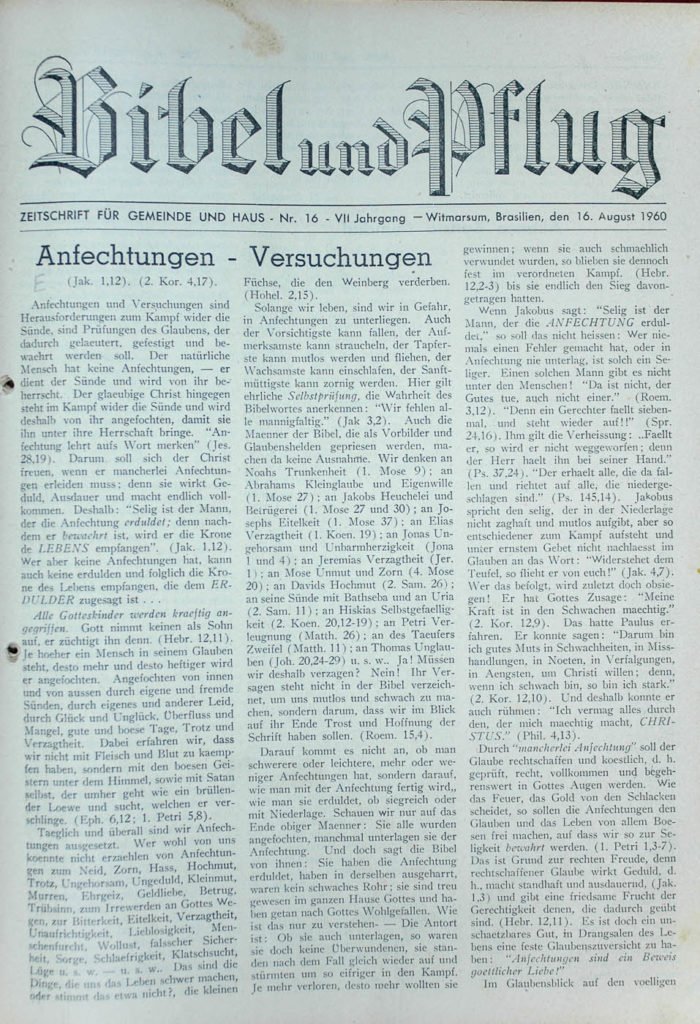 Bibel und Pflug
ZEITSCHRIFT FÜR GEMEINDE UND HAUS - Nr. 16 - VII Jahrgang — Witmarsum, Brasilien, den 16. August 1960
Anfechtungen - Versuchungen
(Jak. 1,12). (2. Kor. 4,17).
Anfechtungen und Versuchungen sind
Herausforderungen zum Kampf wider die
Sünde, sind Prüfungen des Glaubens, der
dadurch gelaeutert, gefestigt und be-
waehrt werden soll. Der natürliche
Mensch hat keine Anfechtungen, — er
dient der Sünde und wird von ihr be-
herrscht. Der glaeubige Christ hingegen
steht im Kampf wider die Sünde und wird
deshalb von ihr angefochten, damit sie
ihn unter ihre Herrschaft bringe. "An-
fechtung lehrt aufs Wort merken" (Jes.
28,19). Darum soll sich der Christ
freuen, wenn er mancherlei Anfechtun-
gen erleiden muss; denn sie wirkt Ge-
duld, Ausdauer und macht endlich voll-
kommen. Deshalb: "Selig ist der Mann,
der die Anfechtung erduldet; denn nach-
dem er bewahrt ist, wird er die Krone
de LEBENS empfangen". (Jak. 1,12).
Wer aber keine Anfechtungen hat, kann
auch keine erdulden und folglich die Kro-
ne des Lebens empfangen, die dem ER-
DULDER zugesagt ist . . .
Alle Gotteskinder werden kraeftig an-
gegriffen. Gott nimmt keinen als Sohn
auf, er züchtigt ihn denn. (Hebr. 12,11).
Je hoeher ein Mensch in seinem Glauben
steht, desto mehr und desto heftiger wird
er angefochten. Anfechtungen von innen
und von aussen durch eigene und fremde
Sünden, durch eigenes und anderer Leid,
durch Glück und Unglück, Überfluss und
Mangel, gute und boese Tage, Trotz und
Verzagtheit. Dabei erfahren wir, dass
wir nicht mit Fleisch und Blut zu kaemp-
fen haben, sondern mit den boesen Gei-
stern unter dem Himmel, sowie mit Satan
selbst, der umher geht wie ein brüllen-
der Loewe und sucht, welchen er ver-
schlinge. (Eph. 6,12; 1. Petri 5,8).
Taeglich und überall sind wir Anfech-
tungen ausgesetzt. Wer wohl von uns
koennte nicht erzaehlen von Anfechtun-
gen zum Neid, Zorn, Hass, Hochmut,
Trotz, Ungehorsam, Ungeduld, Kleinmut,
Murren, Ehrgeiz, Geldliebe, Betrug,
Trübsinn, zum Irrewerden an Gottes We-
gen, zur Bitterkeit, Eitelkeit, Verzagtheit,
Unaufrichtigkeit, Lieblosigkeit, Men-
schenfurcht, Wollust, falsscher Sicher-
heit, Sorge, Schlaefrigkeit, Klatschsucht,
Lüge u. s. w. — u. s. w.. Das sind die
Dinge, die uns das Leben schwer machen,
oder stimmt das etwa nicht?, die kleinen
Füchse, die den Weinberg verderben.
(Hohel. 2,15).
Solange wir leben, sind wir in Gefahr,
in Anfechtungen zu unterliegen. Auch
der Vorsichtigste kann fallen, der Auf-
merksamste kann straucheln, der Tapfer-
ste kann mutlos werden und fliehen, der
Wachsamste kann einschlafen, der Sanft-
müttigste kann zornig werden. Hier gilt
ehrliche Selbstprüfung, die Wahrheit des
Bibelwortes anerkennen: "Wir fehlen al-
le mannigfaltig." (Jak 3,2). Auch die
Maenner der Bibel, die als Vorbilder und
Glaubenshelden gepriesen werden, ma-
chen da keine Ausnahme. Wir denken an
Noahs Trunkenheit (1. Mose 9); an
Abrahams Kleinglaube und Eigenwille
(1. Mose 27); an Jakobs Heuchelei und
Betrügerei (1. Mose 27 und 30); an Jo-
sephs Eitelkeit (1. Mose 37); an Elias
Verzagtheit (1. Koen. 19); an Jonas Un-
gehorsam und Unbarmherzigkeit (Jona
1 und 4); an Jeremias Verzagtheit (Jer.
1); an Mose Unmut und Zorn (4. Mose
20); an Davids Hochmut (2. Sam. 26);
an seine Sünde mit Bathseba und an Uria
(2. Sam. 11); an Hiskias Selbstgefaellig-
keit (2. Koen. 20,12-19); an Petri Ver-
leugnung (Matth. 26); an des Taeufers
Zweifel (Matth. 11); an Thomas Unglau-
ben (Joh. 20,24-29) u. s. w.. Ja! Müssen
wir deshalb verzagen? Nein! Ihr Ver-
sagen steht nicht in der Bibel verzeich-
net, um uns mutlos und schwach zu ma-
chen, sondern darum, dass wir im Blick
auf ihr Ende Trost und Hoffnung der
Schrift haben sollen. (Roem. 15,4).
Darauf kommt es nicht an, ob man
schwerere oder leichtere, mehr oder we-
niger Anfechtungen hat, sondern darauf,
wie man mit der Anfechtung fertig wird,,
wie man sie erduldet, ob siegreich oder
mit Niederlage. Schauen wir nur auf das
Ende obiger Maenner: Sie alle wurden
angefochten, manchmal unterlagen sie der
Anfechtung. Und doch sagt die Bibel
von ihnen: Sie haben die Anfechtung
erduldet, haben in derselben ausgeharrt,
waren kein schwaches Rohr; sie sind treu
gewesen im ganzen Hause Gottes und ha-
ben getan nach Gottes Wohlgefallen. Wie
ist das nur zu verstehen- — Die Antort
ist: Ob sie auch unterlagen, so waren
sie doch keine Überwundenen, sie stan-
den nach dem Fall gleich wieder auf und
stürmten um so eifriger in den Kampf.
Je mehr verloren, desto mehr wollten sie
gewinnen; wenn sie auch schmachlich
verwundet wurden, so blieben sie dennoch
fest im verordneten Kampf. (Hebr.
12,2-3) bis sie endlich den Sieg davon-
getragen hatten.
Wenn Jakobus sagt: "Selig ist der
Mann, der die ANFECHTUNG erdul-
det," so soll das nicht heissen: Wer nie-
mals einen Fehler gemacht hat, oder in
Anfechtung nie unterlag, ist solch ein Se-
liger. Einen solchen Mann gibt es nicht
unter den Menschen! "Da ist nicht, der
Gutes tue, auch nicht einer." (Roem.
3,12). "Denn ein Gerechter faellt sieben-
mal, und steht wieder auf!!" (Spr.
24,16). Ihm gilt die Verheissung: ,,Faellt
er, so wird er nicht weggeworfen; denn
der Herr haelt ihn bei seiner Hand."
(Ps. 37,24). "Der erhaelt alle, die da fal-
len und richtet auf alle, die niederge-
schlagen sind." (Ps. 145,14). Jakobus
spricht den selig, der in der Niederlage
nicht zaghaft und mutlos aufgibt, aber so
entschiedener zum Kampf aufsteht und
unter ernstem Gebet nicht nachlaesst im
Glauben an das Wort: "Widerstehet dem
Teufel, so flieht er von euch!" (Jak. 4,7).
Wer das befolgt, wird zuletzt doch obsie-
gen! Er hat Gottes Zusage: "Meine
Kraft ist in den Schwachen maechtig."
(2. Kor. 12,9). Das hatte Paulus er-
fahren. Er konnte sagen: "Darum bin
ich gutes Muts in Schwachheiten, in Miss-
handlungen, in Noeten, in Verfalgungen,
in Aengsten, um Christi willen; denn,
wenn ich schwach bin, so bin ich stark."
(2. Kor. 12,10). Und deshalb konnte er
auch rühmen: "Ich vermag alles durch
den, der mich maechtig macht, CHRI-
STUS." (Phil. 4,13).
Durch "mancherlei Anfechtung" soll der
Glaube rechtschaffen und koestlich, d. h.
geprüft, recht, vollkommen und begeh-
renswert in Gottes Augen werden. Wie
das Feuer, das Gold von den Schlacken
scheidet, so sollen die Anfechtungen den
Glauben und das Leben von allem Boe-
sen frei machen, auf dass wir so zur Se-
ligkeit bewahrt werden. (1. Petri 1,3-7).
Das ist Grund zur rechten Freude, denn
rechtschaffener Glaube wirkt Geduld, d.
h., macht standhaft und ausdauernd, (Jak.
1,3) und gibt eine friedsame Frucht der
Gerechtigkeit denen, die dadurch geübt
sind. (Hebr. 12,11). Es ist doch ein un-
schaetzbares Gut, in Drangsalen des Le-
bens eine feste Glaubenszuversicht zu ha-
ben: "Anfechtungen sind ein Beweis
goettlicher Liebe!"
Im Glaubensblick auf den voelligen